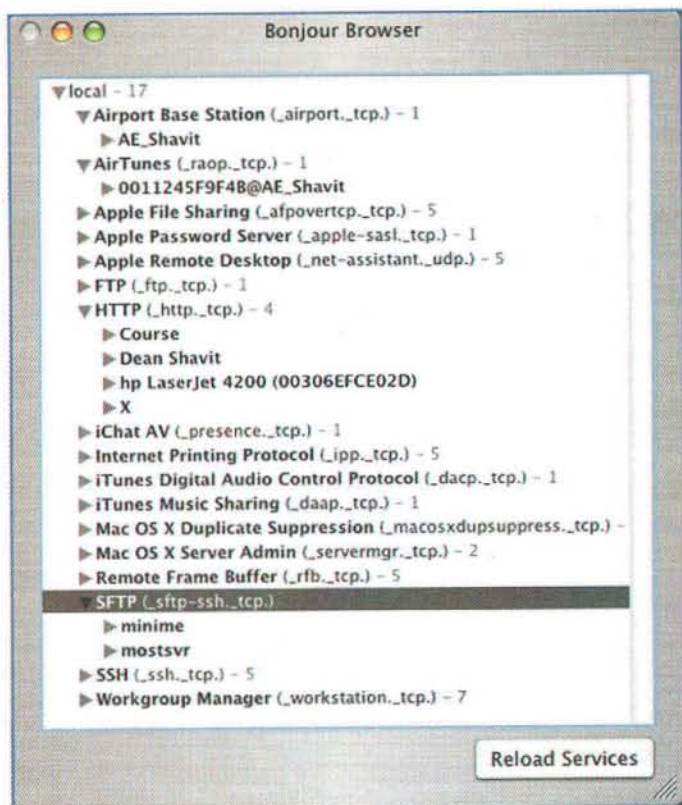 Bonjour Browser
local - 17
Airport Base Station (_airport._tcp.) - 1
AE_Shavit
AirTunes (_raop._tcp.) - 1
0011245F9F4B@AE_Shavit
Apple File Sharing (_afpovertcp._tcp.) - 5
Apple Password Server (_apple-sasl._tcp.) - 1
Apple Remote Desktop (_net-assistant._udp.) - 5
FTP (_ftp._tcp.) - 1
HTTP (_http._tcp.) - 4
Course
Dean Shavit
hp LaserJet 4200 (00306EFCE02D)
X
iChat AV (_presence._tcp.) - 1
Internet Printing Protocol (_ipp._tcp.) - 5
iTunes Digital Audio Control Protocol (_dacp._tcp.) - 1
iTunes Music Sharing (_daap._tcp.) - 1
Mac OS X Duplicate Suppression (_macosxdupsuppress._tcp.) -
Mac OS X Server Admin (_servermgr._tcp.) - 2
Remote Frame Buffer (_rfb._tcp.) - 5
SFTP (_sftp-ssh._tcp.)
minime
mostsvr
SSH (_ssh._tcp.) - 5
Workgroup Manager (_workstation._tcp.) - 7
Reload Services